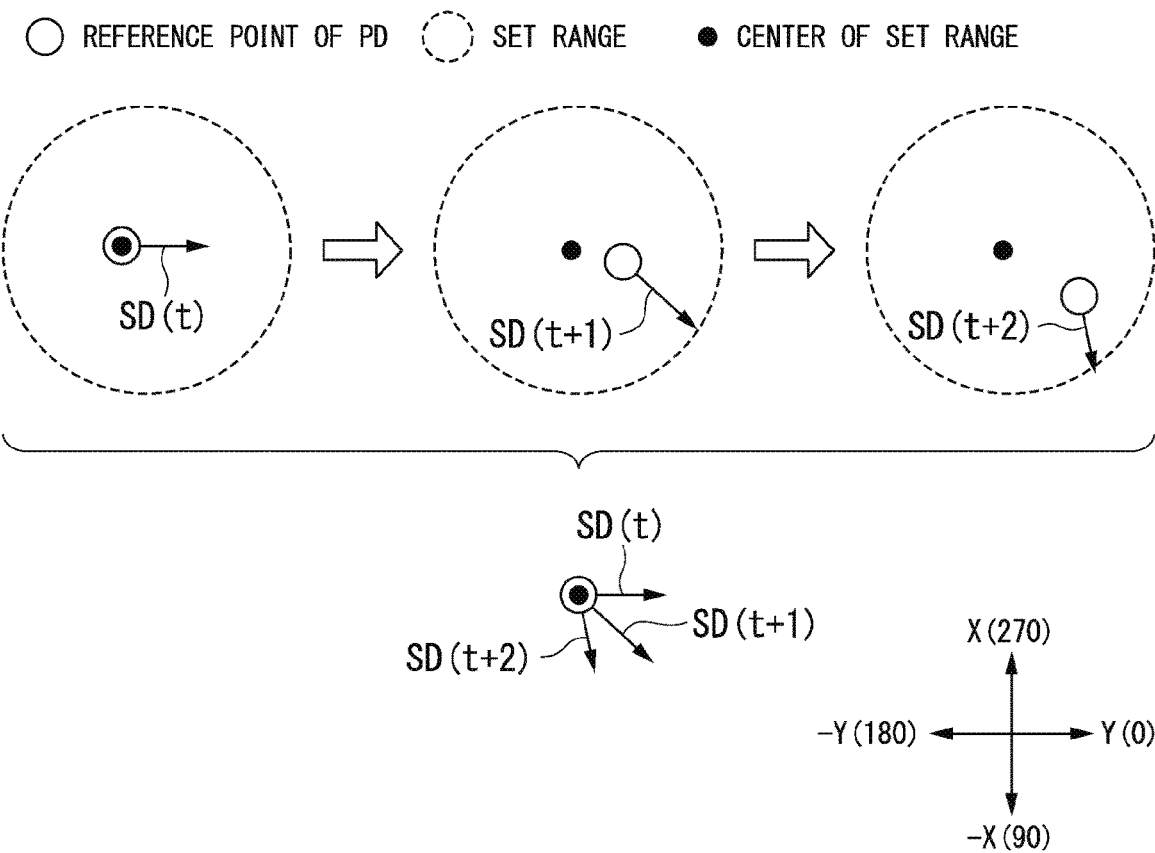 REFERENCE POINT OF PD SET RANGE CENTER OF SET RANGE
SD(t)
SD(t+1)
SD(t+2)
SD(t)
SD(t+1)
SD(t+2)
X(270)
-Y(180)
Y(0)
-X(90)